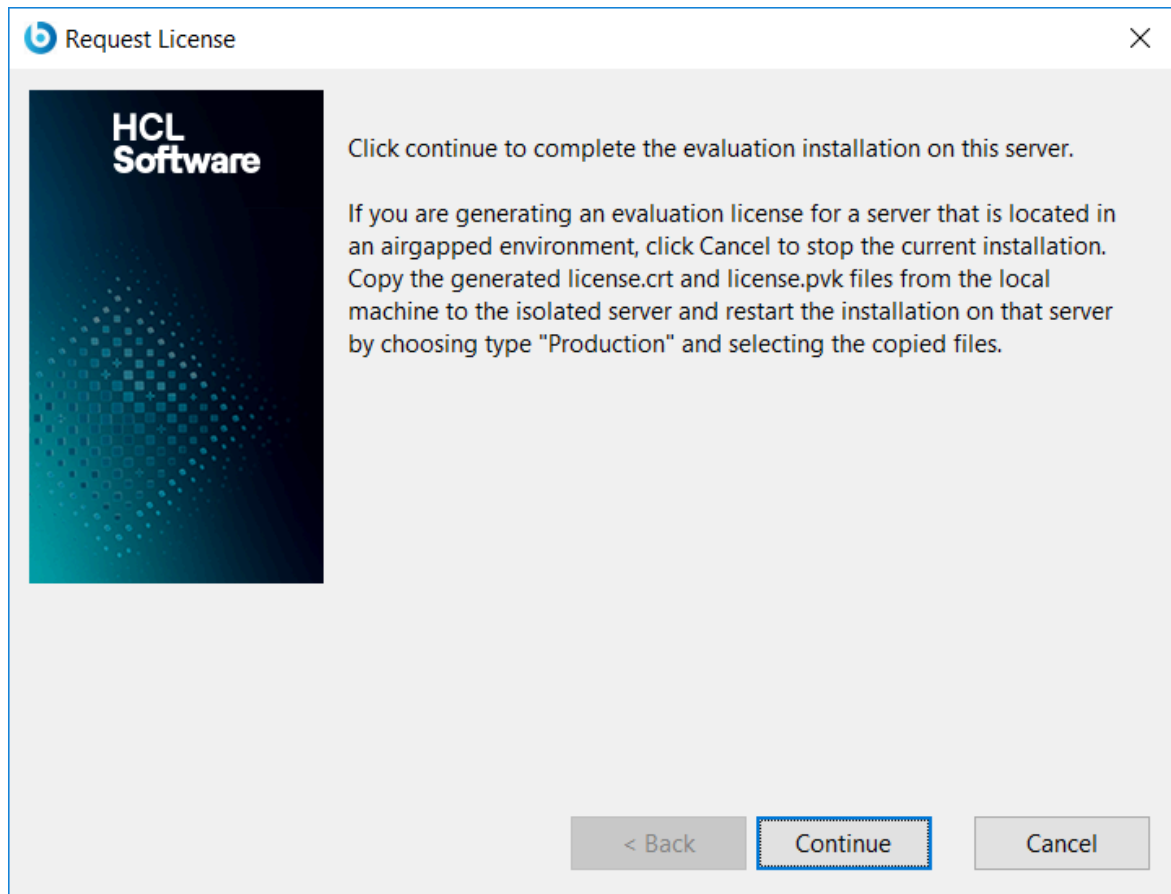 Request License
HCL
Software
Click continue to complete the evaluation installation on this server.
If you are generating an evaluation license for a server that is located in
an airgapped environment, click Cancel to stop the current installation.
Copy the generated license.crt and license.pvk files from the local
machine to the isolated server and restart the installation on that server
by choosing type "Production" and selecting the copied files.
< Back
Continue
Cancel